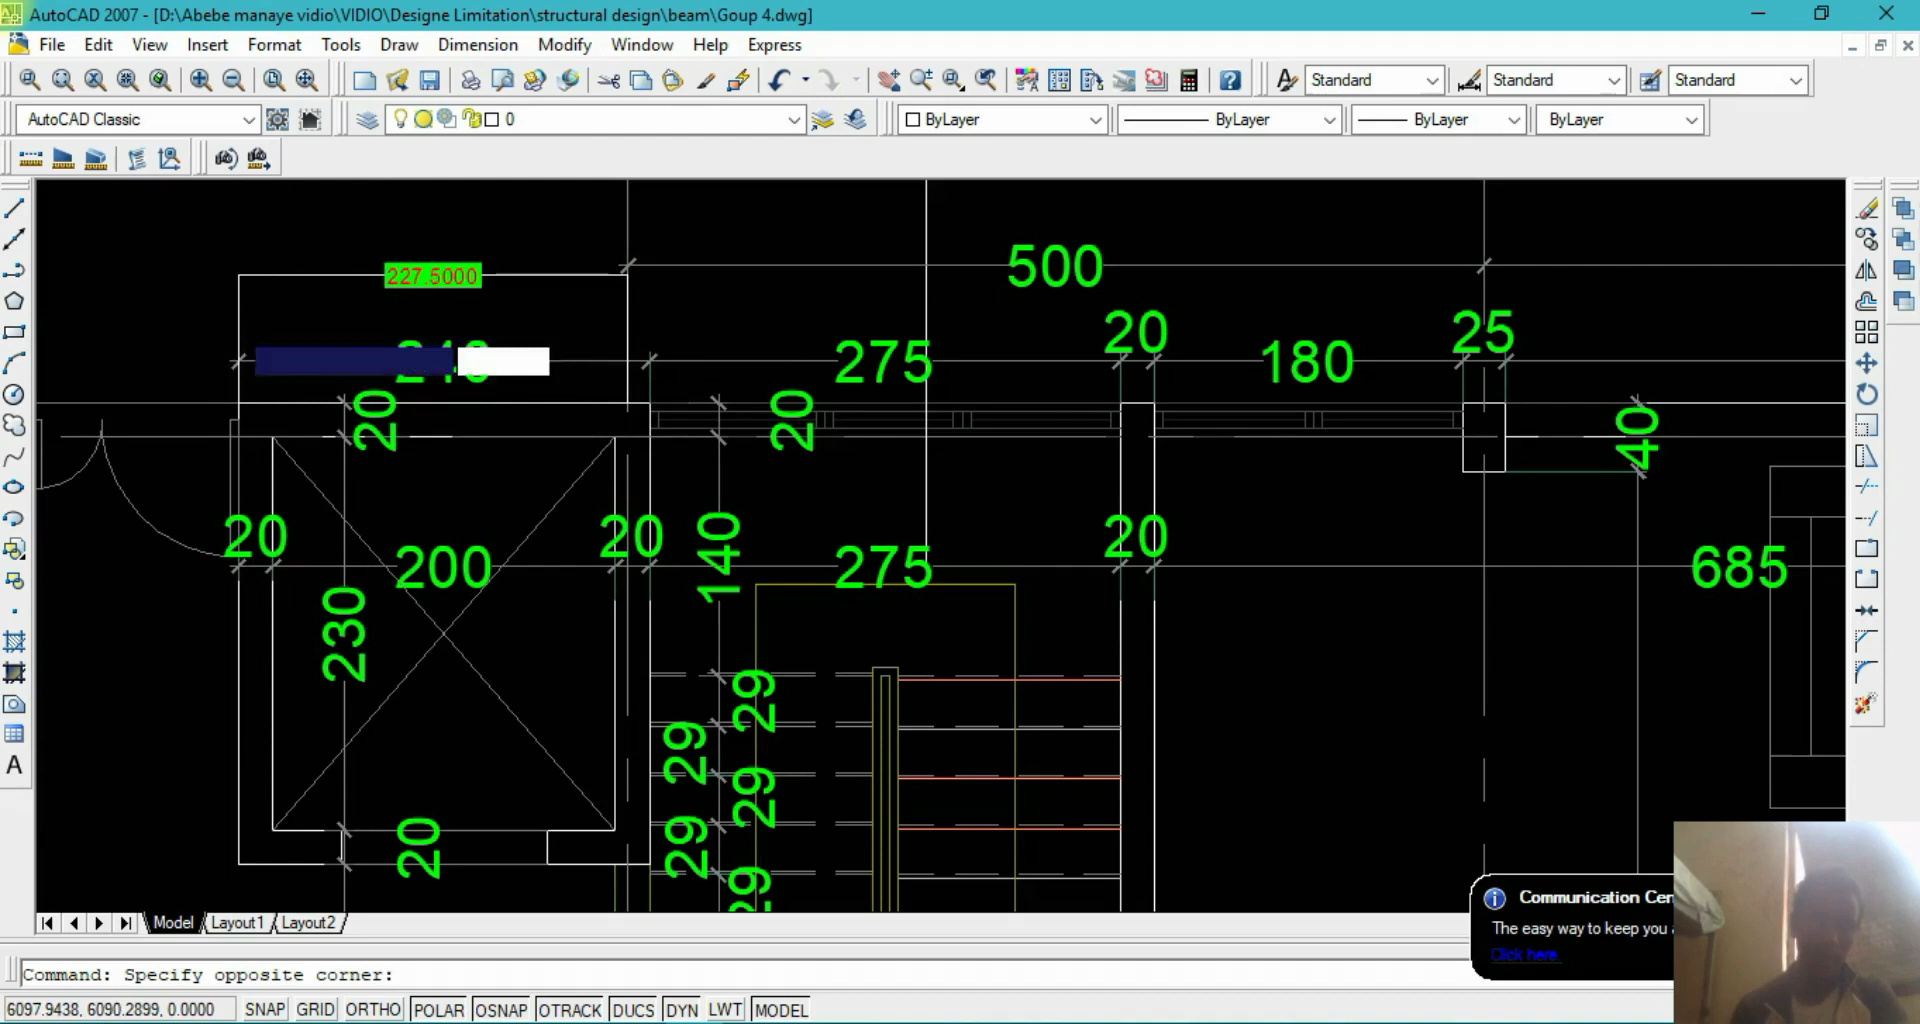 AutoCAD 2007 - [D:\Abebe manaye vidio\VIDIO\Designe Limitation\structural design\beam\Goup 4.dwg]
File Edit View Insert Format Tools Draw Dimension Modify Window Help Express
Standard Standard Standard
AutoCAD Classic 0 ByLayer ByLayer ByLayer ByLayer
227.5000 500
20 25
275 180
20 20 40
20 200 20 140 275 20 685
230
29
29
29
20 29
29
Communication Cen
The easy way to keep you
Click here
Model Layout1 Layout2
Command: Specify opposite corner:
6097.9438, 6090.2899, 0.0000 SNAP GRID ORTHO POLAR OSNAP OTRACK DUCS DYN LWT MODEL